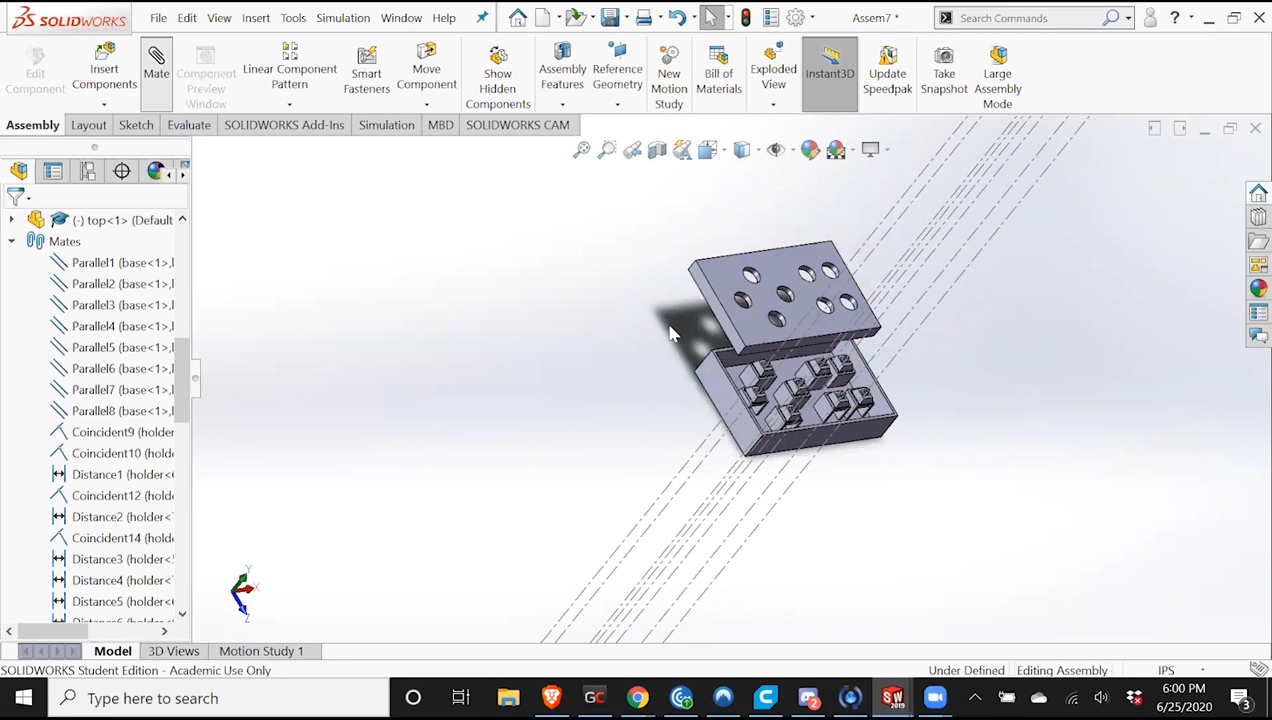 SOLIDWORKS File Edit View Insert Tools Simulation Window Help Assem7 * Search Commands ?
Edit Component
Insert Components
Mate
Component Preview Window
Linear Component Pattern
Smart Fasteners
Move Component
Show Hidden Components
Assembly Features
Reference Geometry
New Motion Study
Bill of Materials
Exploded View
Instant3D
Update Speedpak
Take Snapshot
Large Assembly Mode
Assembly Layout Sketch Evaluate SOLIDWORKS Add-Ins Simulation MBD SOLIDWORKS CAM
(-) top<1> (Default
Mates
Parallel1 (base<1>,
Parallel2 (base<1>,
Parallel3 (base<1>,
Parallel4 (base<1>,
Parallel5 (base<1>,
Parallel6 (base<1>,
Parallel7 (base<1>,
Parallel8 (base<1>,
Coincident9 (holde
Coincident10 (hold
Distance1 (holder<
Coincident12 (hold
Distance2 (holder<
Coincident14 (hold
Distance3 (holder<
Distance4 (holder<
Distance5 (holder<
Y
X
Z
Model 3D Views Motion Study 1
SOLIDWORKS Student Edition - Academic Use Only Under Defined Editing Assembly IPS
Type here to search GC 2 SW 2019 6:00 PM
6/25/2020 3